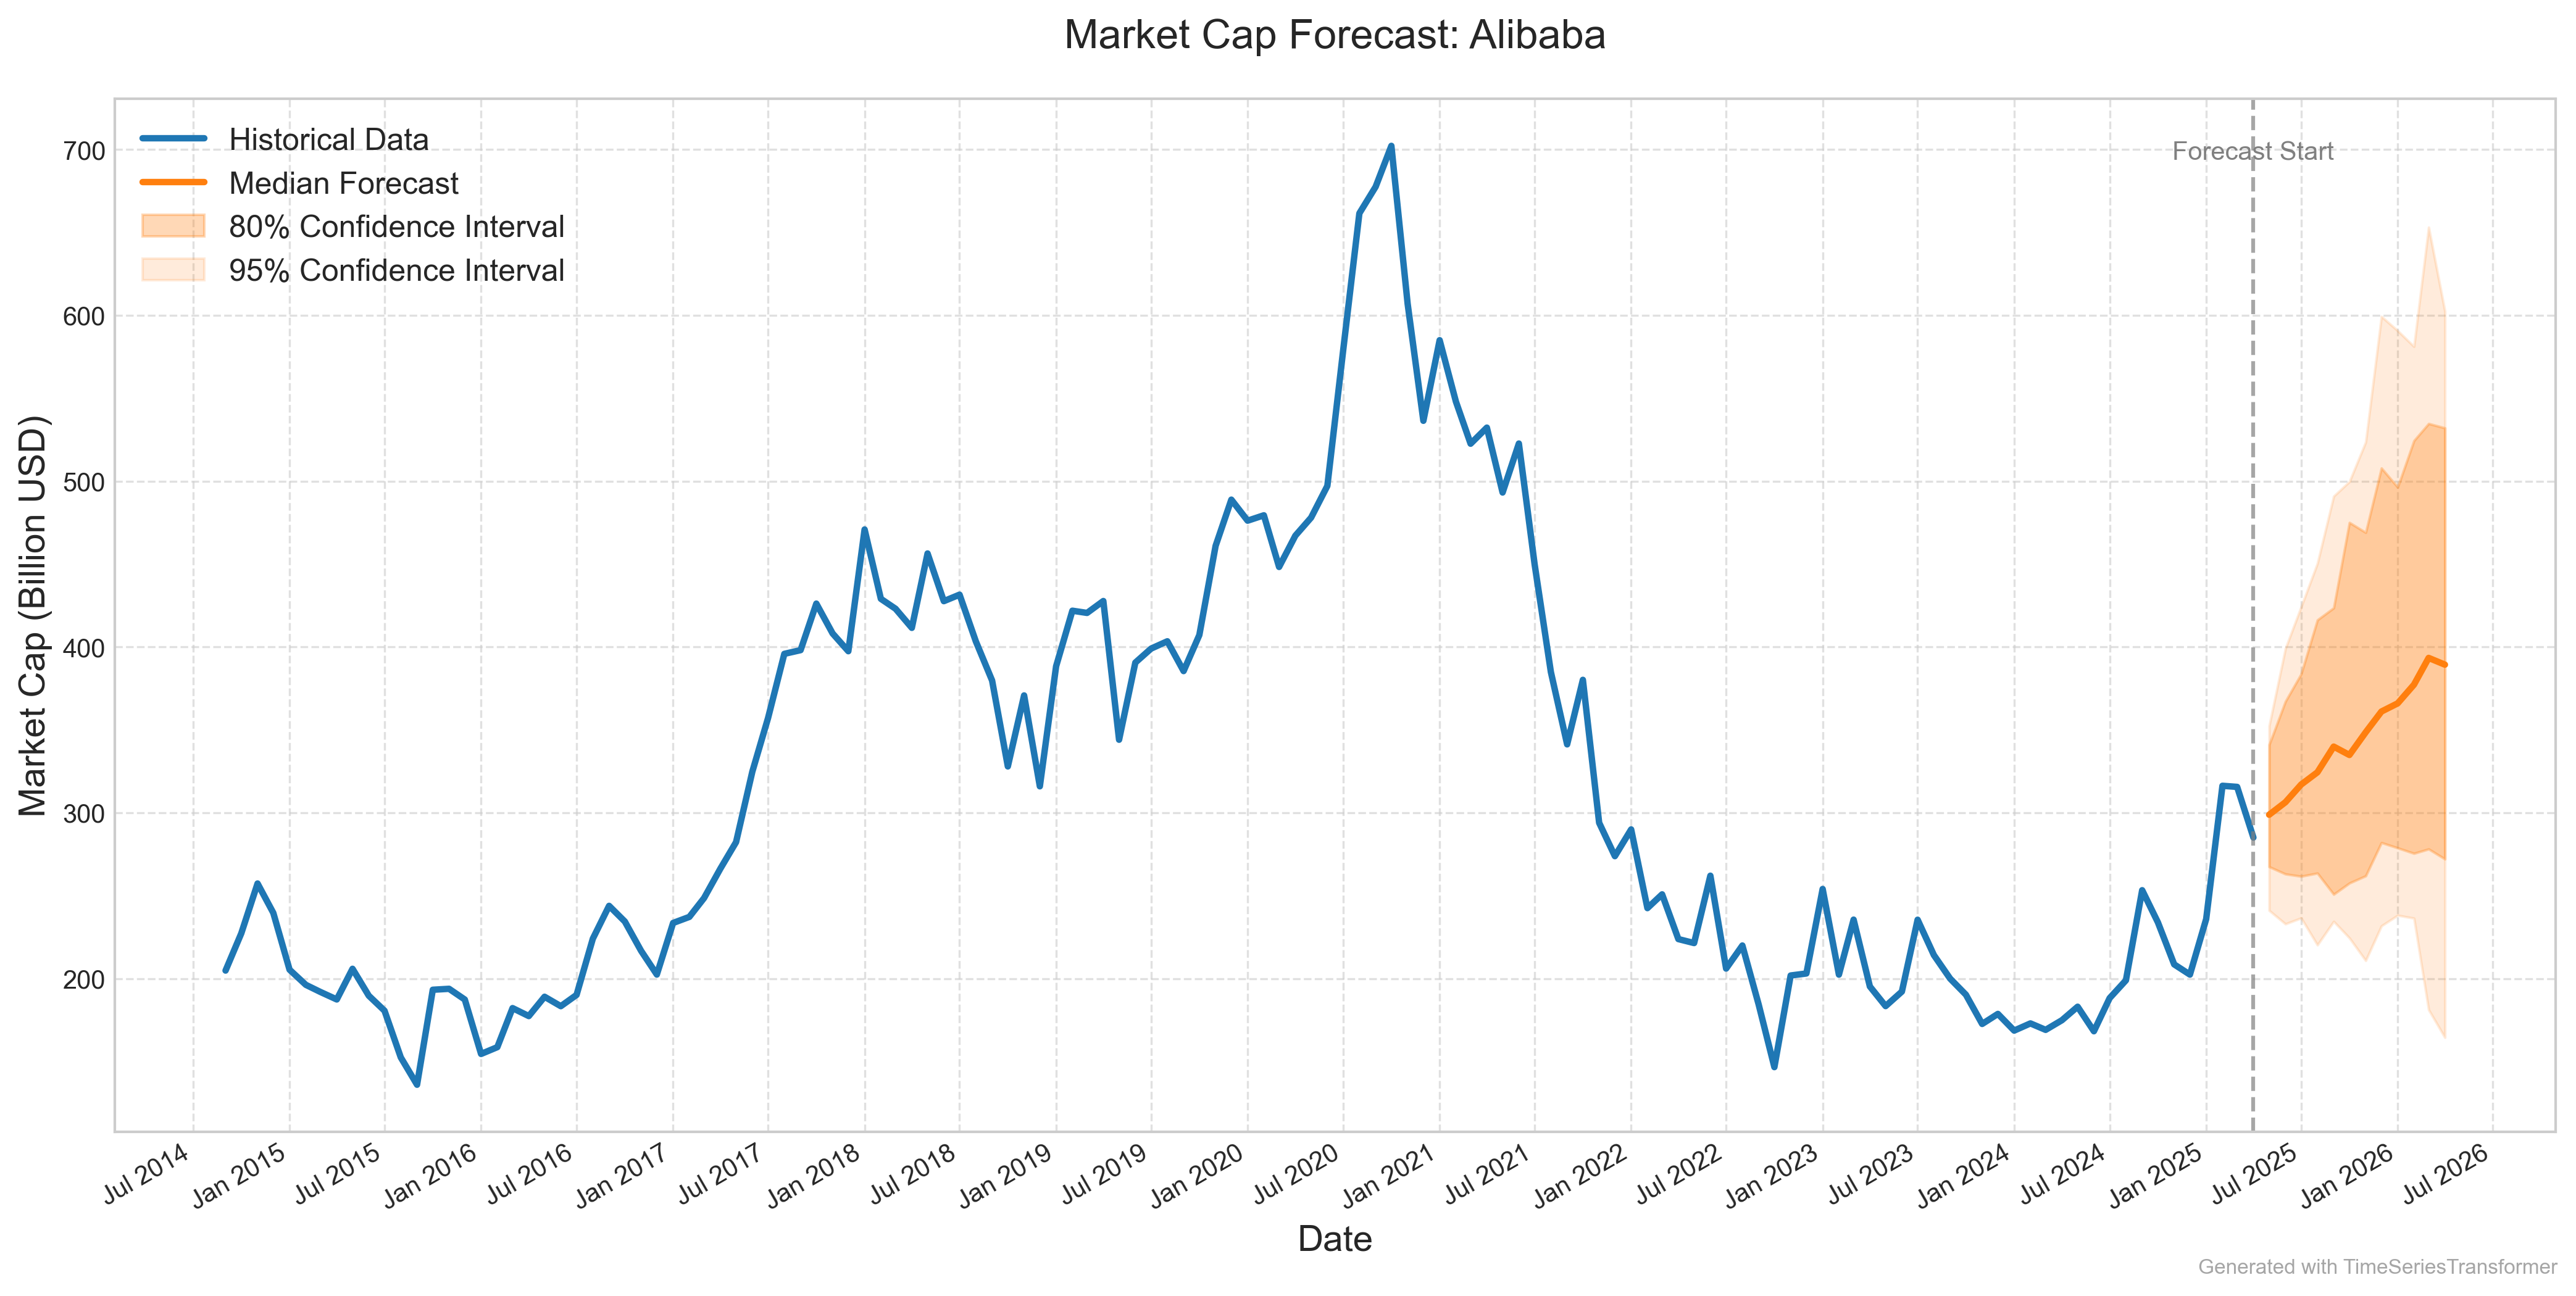 Market Cap Forecast: Alibaba
Historical Data
Median Forecast
80% Confidence Interval
95% Confidence Interval
Forecast Start
Market Cap (Billion USD)
700
600
500
400
300
200
Jul 2014
Jan 2015
Jul 2015
Jan 2016
Jul 2016
Jan 2017
Jul 2017
Jan 2018
Jul 2018
Jan 2019
Jul 2019
Jan 2020
Jul 2020
Jan 2021
Jul 2021
Jan 2022
Jul 2022
Jan 2023
Jul 2023
Jan 2024
Jul 2024
Jan 2025
Jul 2025
Jan 2026
Jul 2026
Date
Generated with TimeSeriesTransformer